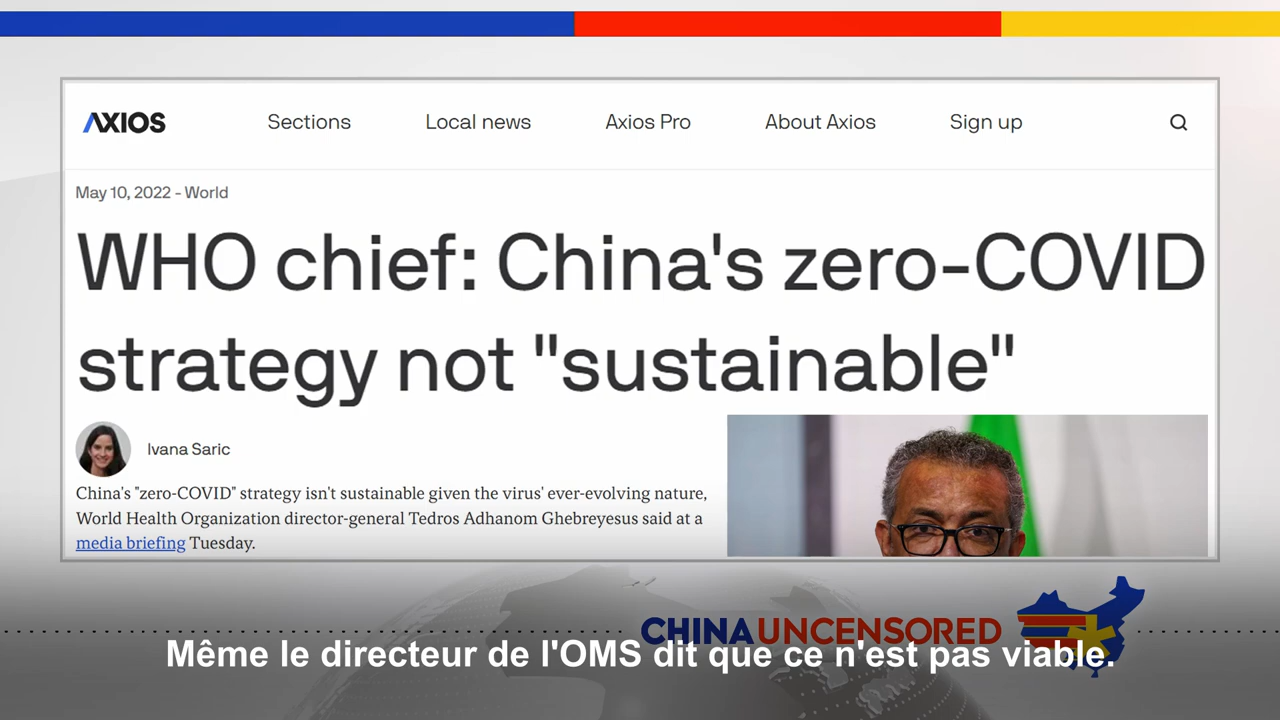 AXIOS Sections Local news Axios Pro About Axios Sign up
May 10, 2022 - World
WHO chief: China's zero-COVID
strategy not "sustainable"
Ivana Saric
China's "zero-COVID" strategy isn't sustainable given the virus' ever-evolving nature,
World Health Organization director-general Tedros Adhanom Ghebreyesus said at a
media briefing Tuesday.
CHINA UNCENSORED
Même le directeur de l'OMS dit que ce n'est pas viable.